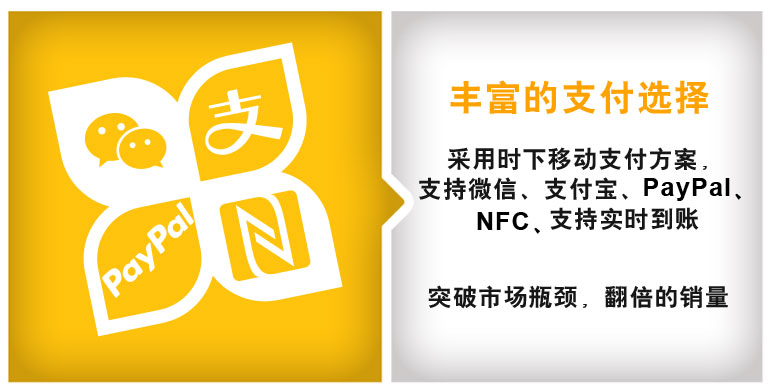 支
PayPal
丰富的支付选择
采用时下移动支付方案，
支持微信、支付宝、PayPal、
NFC、支持实时到账
突破市场瓶颈，翻倍的销量